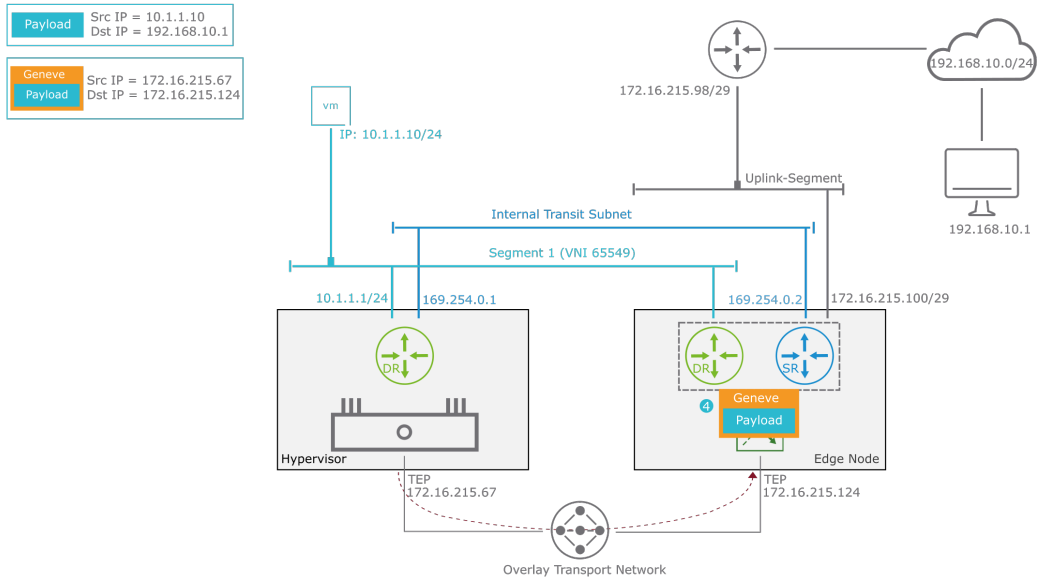 Payload
Src IP = 10.1.1.10
Dst IP = 192.168.10.1
Geneve
Payload
Src IP = 172.16.215.67
Dst IP = 172.16.215.124
vm
IP: 10.1.1.10/24
172.16.215.98/29
192.168.10.0/24
192.168.10.1
Uplink-Segment
Internal Transit Subnet
Segment 1 (VNI 65549)
10.1.1.1/24
169.254.0.1
169.254.0.2
172.16.215.100/29
DR
DR
SR
4
Geneve
Payload
Hypervisor
Edge Node
TEP
172.16.215.67
TEP
172.16.215.124
Overlay Transport Network